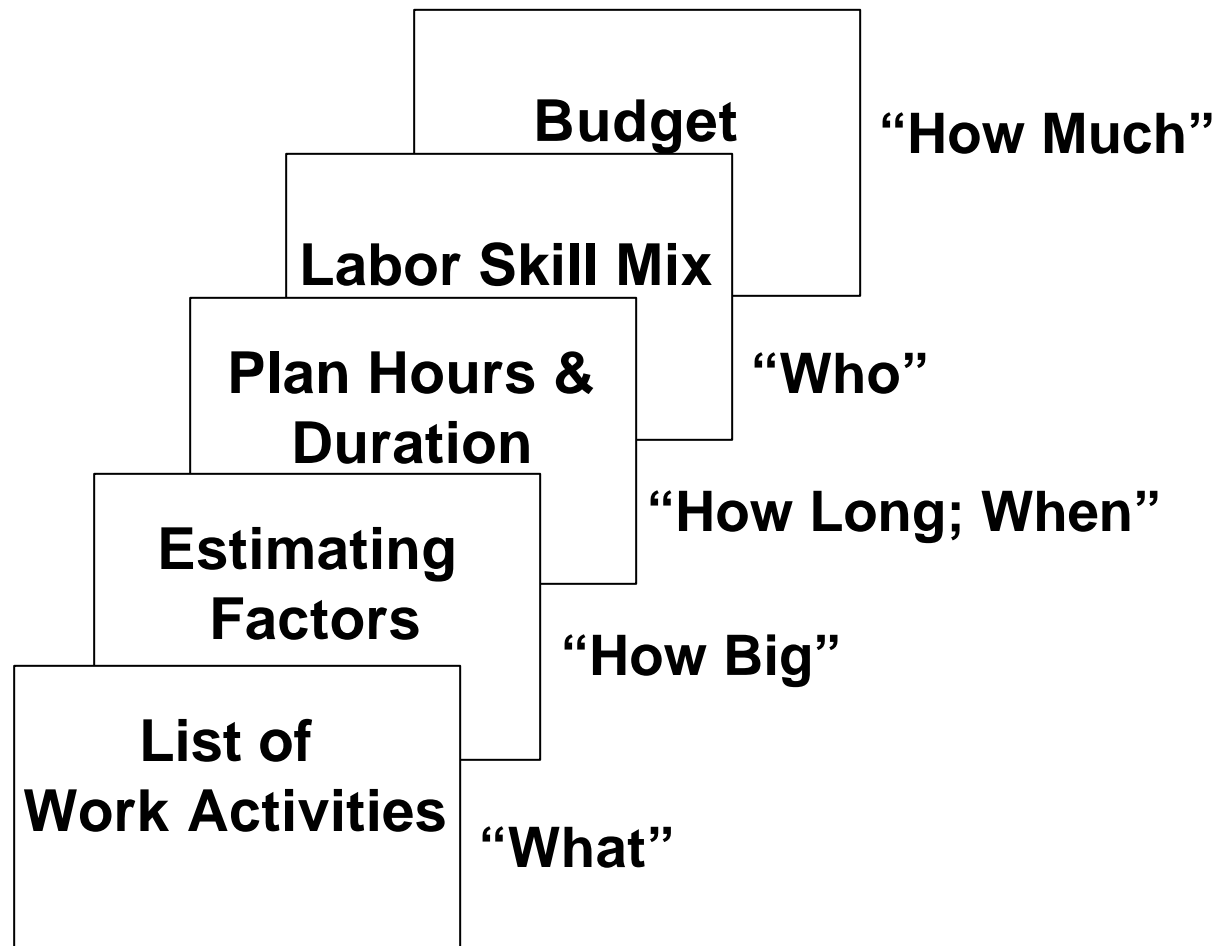 Budget
“How Much”
Labor Skill Mix
“Who”
Plan Hours &
Duration
“How Long; When”
Estimating
Factors
“How Big”
List of
Work Activities
“What”